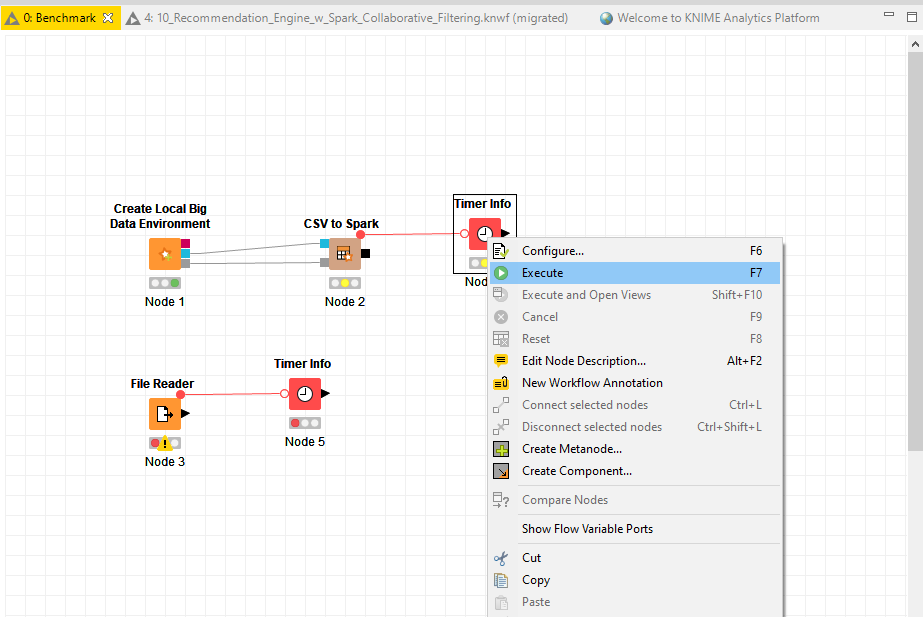 0: Benchmark
4: 10_Recommendation_Engine_w_Spark_Collaborative_Filtering.knwf (migrated)
Welcome to KNIME Analytics Platform
Create Local Big
Data Environment
Node 1
CSV to Spark
Node 2
Timer Info
Nod
File Reader
Node 3
Timer Info
Node 5
Configure... F6
Execute F7
Execute and Open Views Shift+F10
Cancel F9
Reset F8
Edit Node Description... Alt+F2
New Workflow Annotation
Connect selected nodes Ctrl+L
Disconnect selected nodes Ctrl+Shift+L
Create Metanode...
Create Component...
Compare Nodes
Show Flow Variable Ports
Cut
Copy
Paste